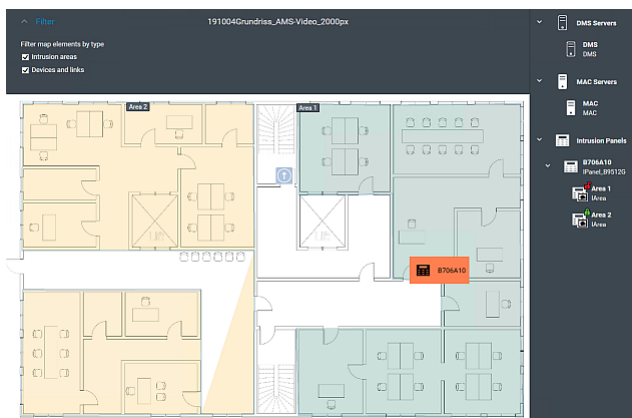 Filter
191004Grundriss_AMS-Video_2000px
Filter map elements by type
Intrusion areas
Devices and links
Area 2
Area 1
B706A10
DMS Servers
DMS
DMS
MAC Servers
MAC
MAC
Intrusion Panels
B706A10
IPanel_B9512G
Area 1
IArea
Area 2
IArea